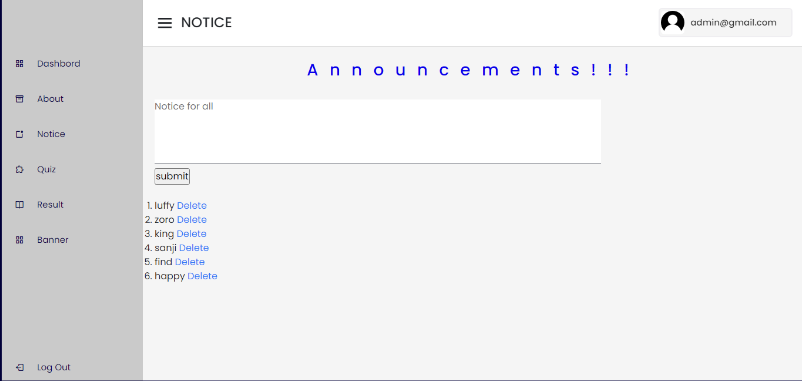 NOTICE
admin@gmail.com
Dashbord
About
Notice
Quiz
Result
Banner
Log Out
Announcements!!!
Notice for all
submit
1. luffy Delete
2. zoro Delete
3. king Delete
4. sanji Delete
5. find Delete
6. happy Delete